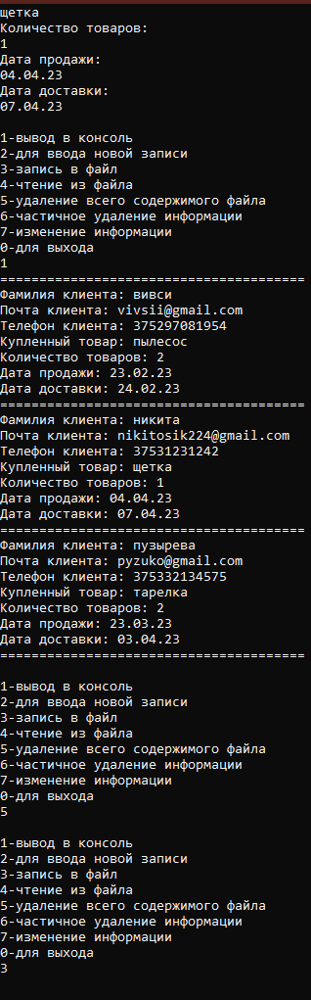 щетка
Количество товаров:
1
Дата продажи:
04.04.23
Дата доставки:
07.04.23
1-вывод в консоль
2-для ввода новой записи
3-запись в файл
4-чтение из файла
5-удаление всего содержимого файла
6-частичное удаление информации
7-изменение информации
0-для выхода
1
=======================================
Фамилия клиента: вивси
Почта клиента: vivsii@gmail.com
Телефон клиента: 375297081954
Купленный товар: пылесос
Количество товаров: 2
Дата продажи: 23.02.23
Дата доставки: 24.02.23
=======================================
Фамилия клиента: никита
Почта клиента: nikitosik224@gmail.com
Телефон клиента: 37531231242
Купленный товар: щетка
Количество товаров: 1
Дата продажи: 04.04.23
Дата доставки: 07.04.23
=======================================
Фамилия клиента: пузырева
Почта клиента: pyzuko@gmail.com
Телефон клиента: 375332134575
Купленный товар: тарелка
Количество товаров: 2
Дата продажи: 23.03.23
Дата доставки: 03.04.23
=======================================
1-вывод в консоль
2-для ввода новой записи
3-запись в файл
4-чтение из файла
5-удаление всего содержимого файла
6-частичное удаление информации
7-изменение информации
0-для выхода
5
1-вывод в консоль
2-для ввода новой записи
3-запись в файл
4-чтение из файла
5-удаление всего содержимого файла
6-частичное удаление информации
7-изменение информации
0-для выхода
3